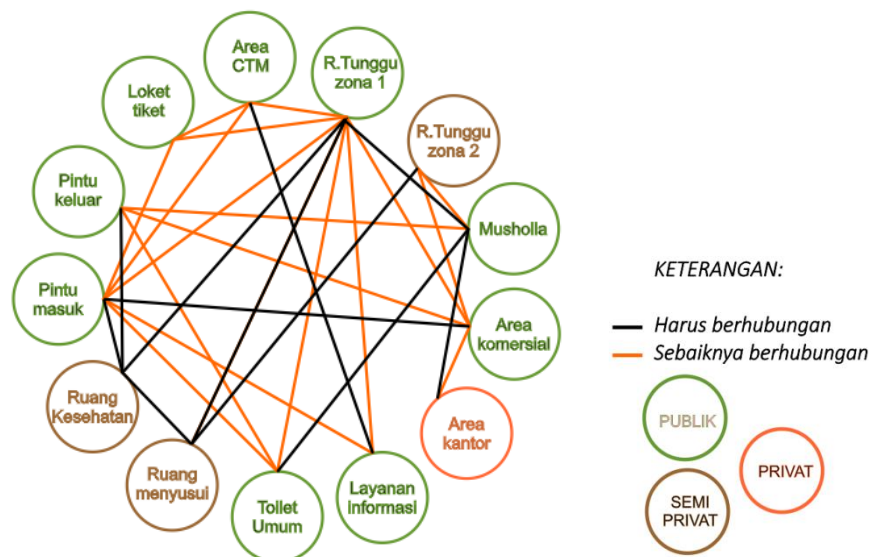 Area
CTM
R.Tunggu
zona 1
Loket
tiket
R.Tunggu
zona 2
Pintu
keluar
Musholla
Pintu
masuk
Area
komersial
Ruang
Kesehatan
Area
kantor
Ruang
menyusui
Toilet
Umum
Layanan
Informasi
KETERANGAN:
Harus berhubungan
Sebaiknya berhubungan
PUBLIK
PRIVAT
SEMI
PRIVAT